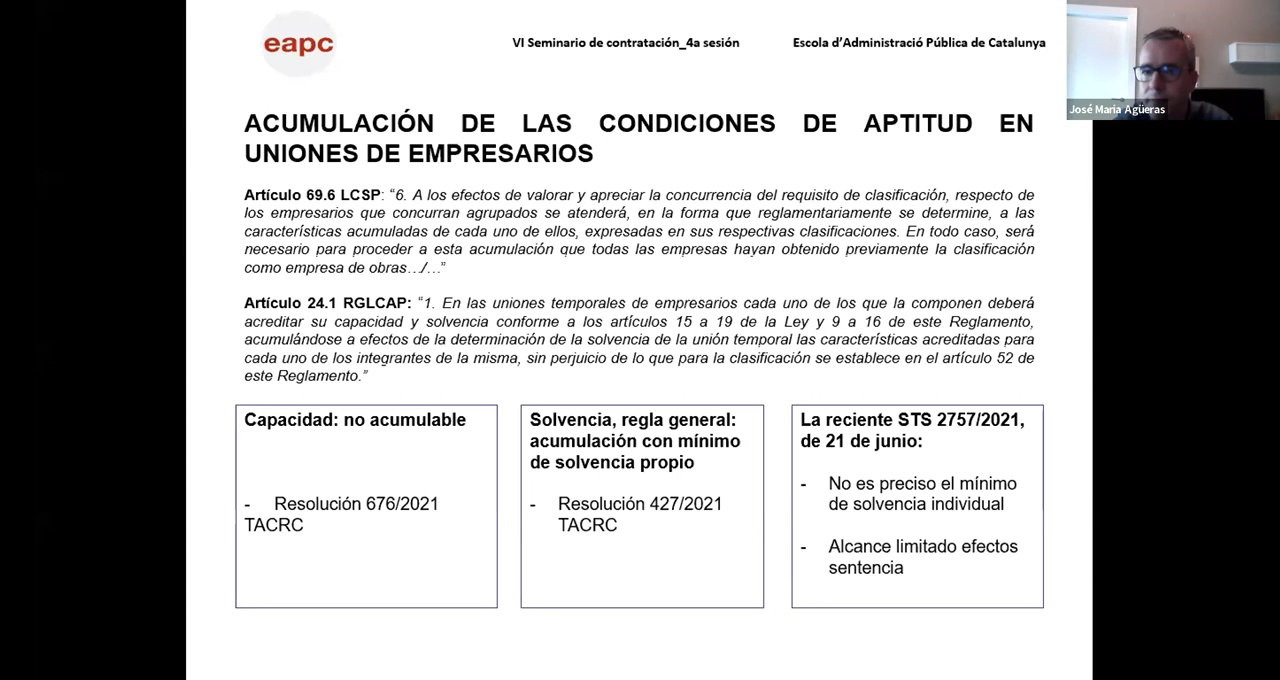 eapc
VI Seminario de contratación_4a sesión
Escola d'Administració Pública de Catalunya
José Maria Agüeras
ACUMULACIÓN DE LAS CONDICIONES DE APTITUD EN
UNIONES DE EMPRESARIOS
Artículo 69.6 LCSP: “6. A los efectos de valorar y apreciar la concurrencia del requisito de clasificación, respecto de
los empresarios que concurran agrupados se atenderá, en la forma que reglamentariamente se determine, a las
características acumuladas de cada uno de ellos, expresadas en sus respectivas clasificaciones. En todo caso, será
necesario para proceder a esta acumulación que todas las empresas hayan obtenido previamente la clasificación
como empresa de obras…/…”
Artículo 24.1 RGLCAP: “1. En las uniones temporales de empresarios cada uno de los que la componen deberá
acreditar su capacidad y solvencia conforme a los artículos 15 a 19 de la Ley y 9 a 16 de este Reglamento,
acumulándose a efectos de la determinación de la solvencia de la unión temporal las características acreditadas para
cada uno de los integrantes de la misma, sin perjuicio de lo que para la clasificación se establece en el artículo 52 de
este Reglamento.”
Capacidad: no acumulable
- Resolución 676/2021
TACRC
Solvencia, regla general:
acumulación con mínimo
de solvencia propio
- Resolución 427/2021
TACRC
La reciente STS 2757/2021,
de 21 de junio:
- No es preciso el mínimo
de solvencia individual
- Alcance limitado efectos
sentencia